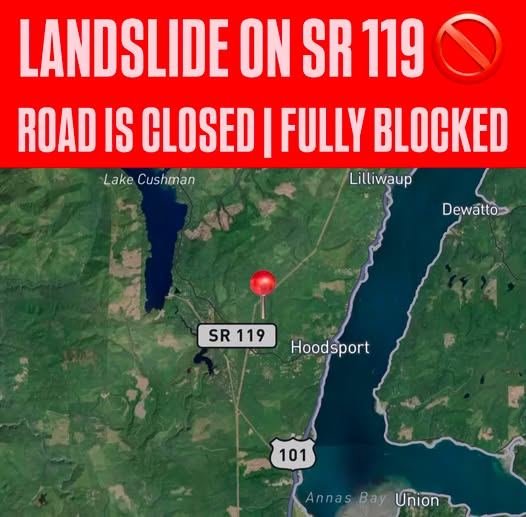 LANDSLIDE ON SR 119
ROAD IS CLOSED | FULLY BLOCKED
Lake Cushman
Lilliwaup
Dewatto
SR 119
Hoodsport
101
Annas Bay
Union